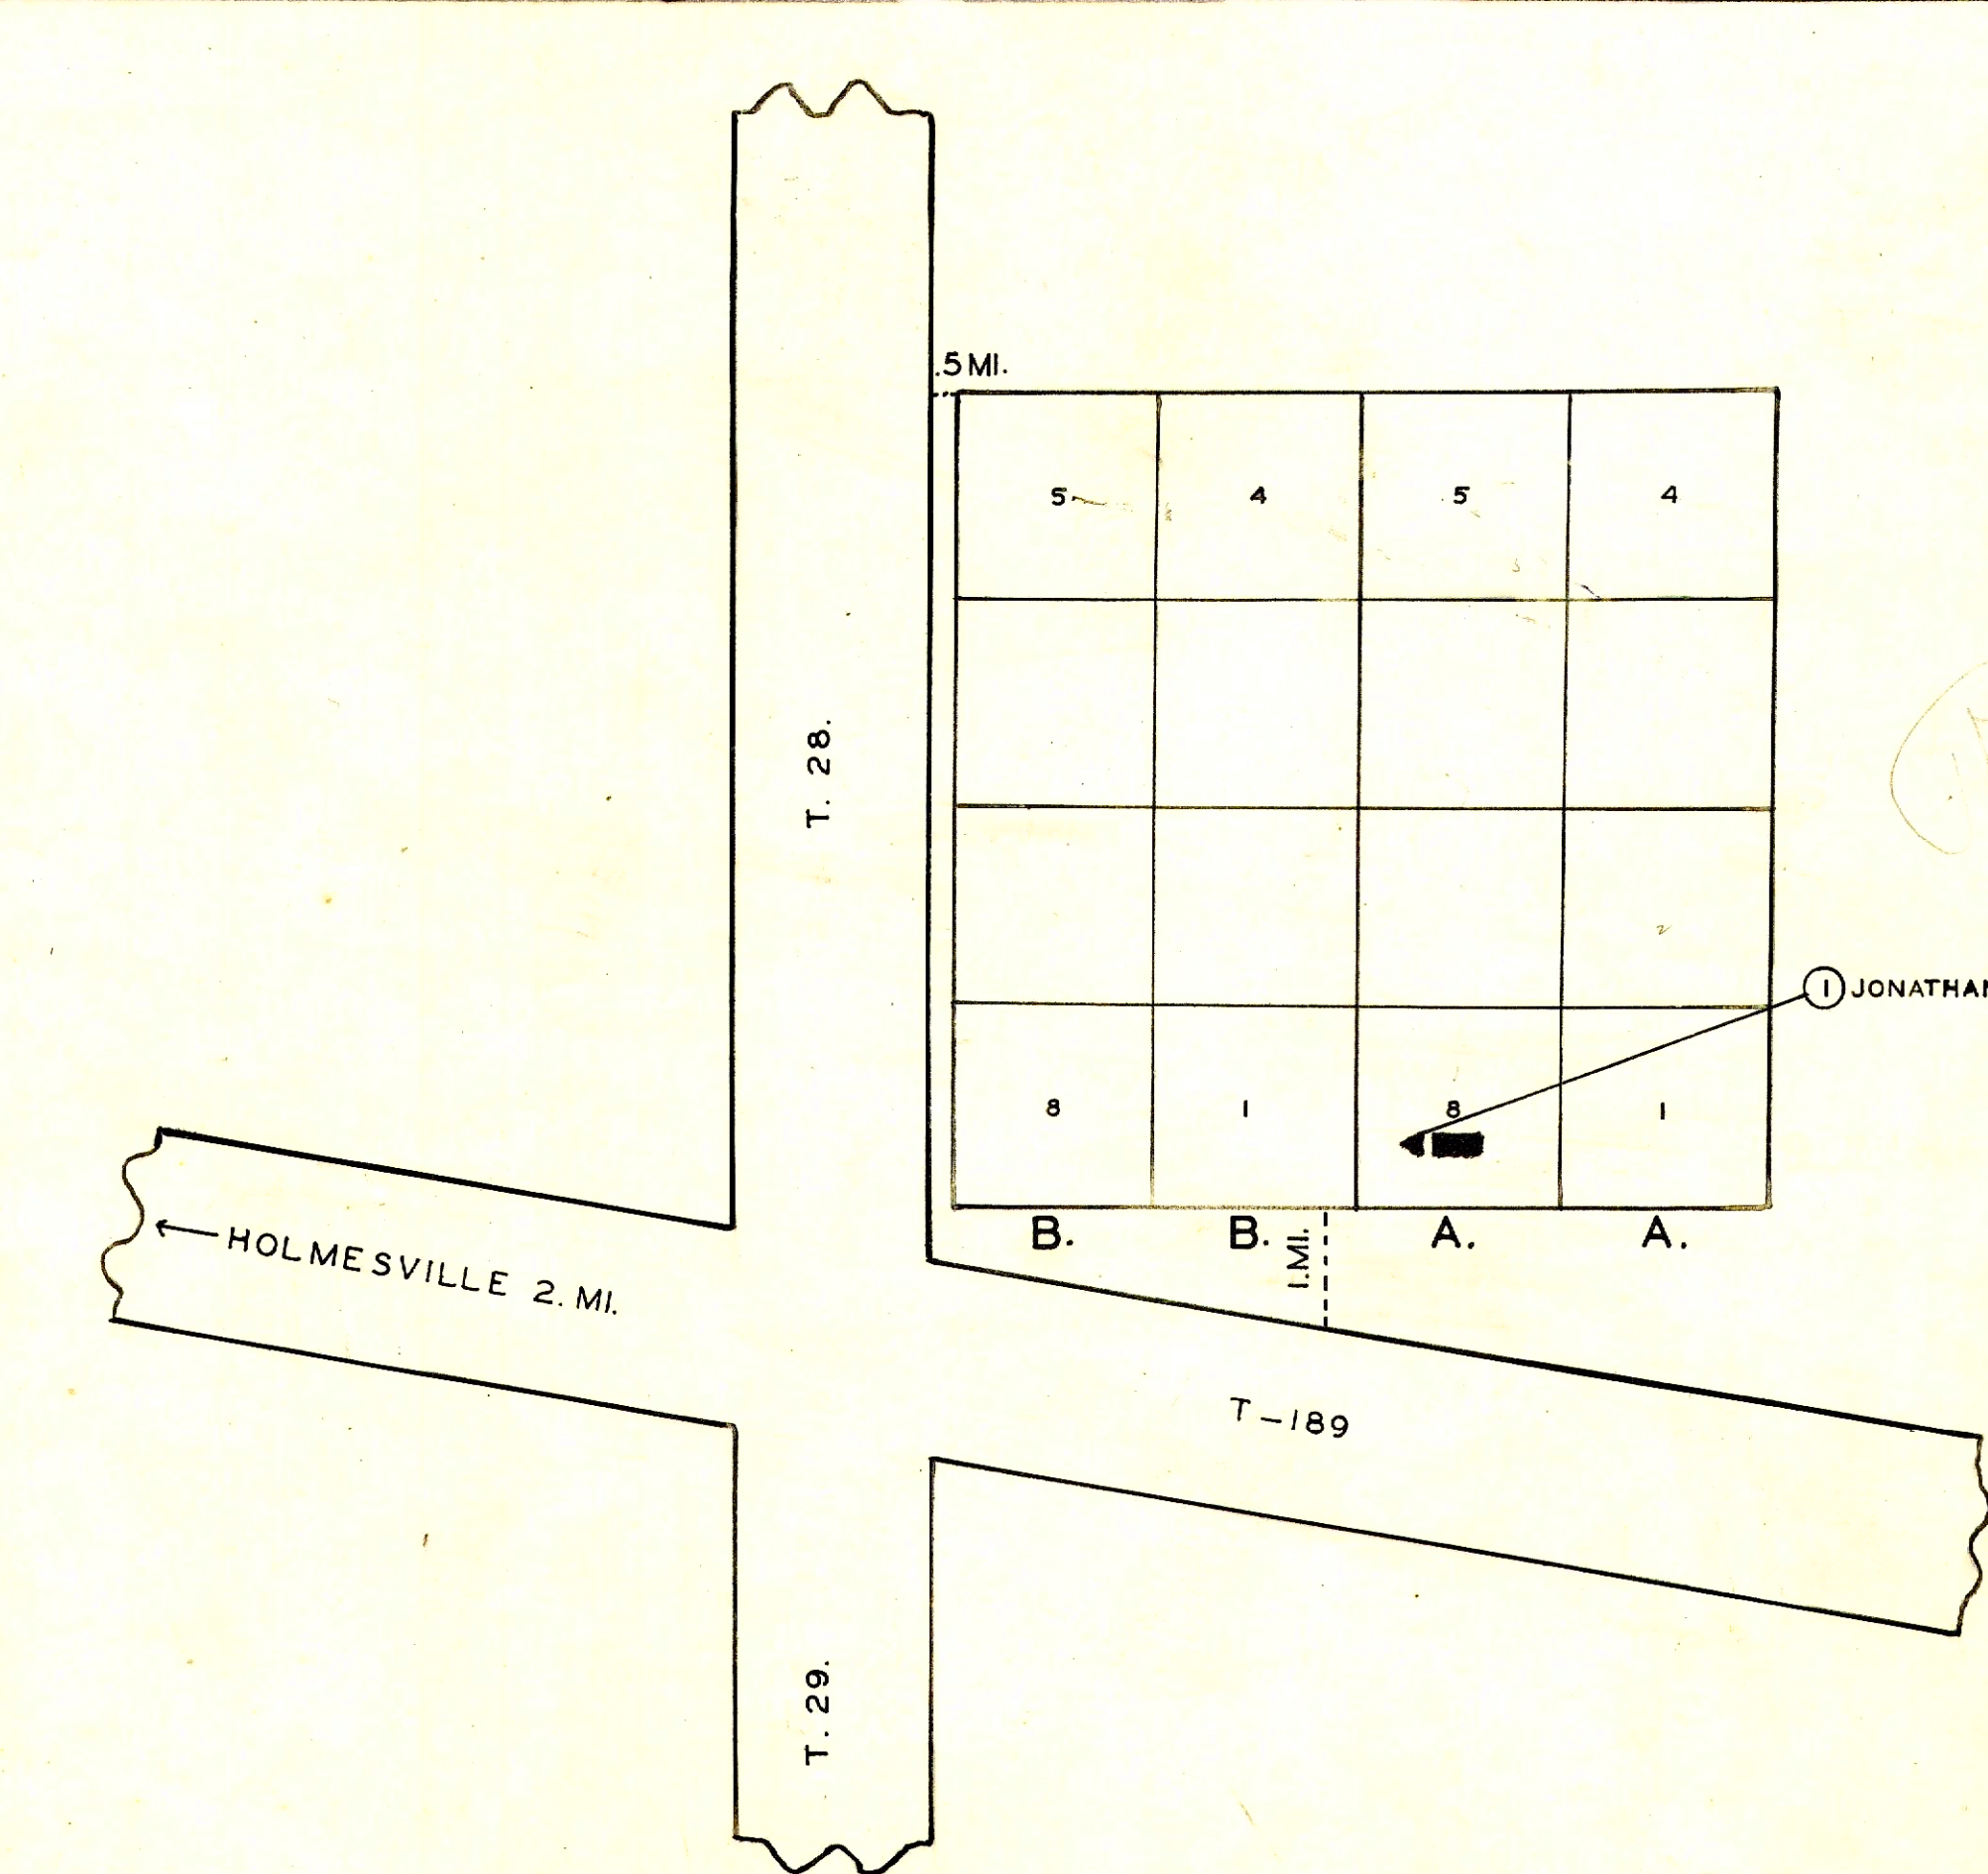 .5 MI.
5 4 5 4
T. 28.
① JONATHAN
8 1 8 1
B. B. A. A.
1.MI.
← HOLMESVILLE 2. MI.
T-189
T. 29.